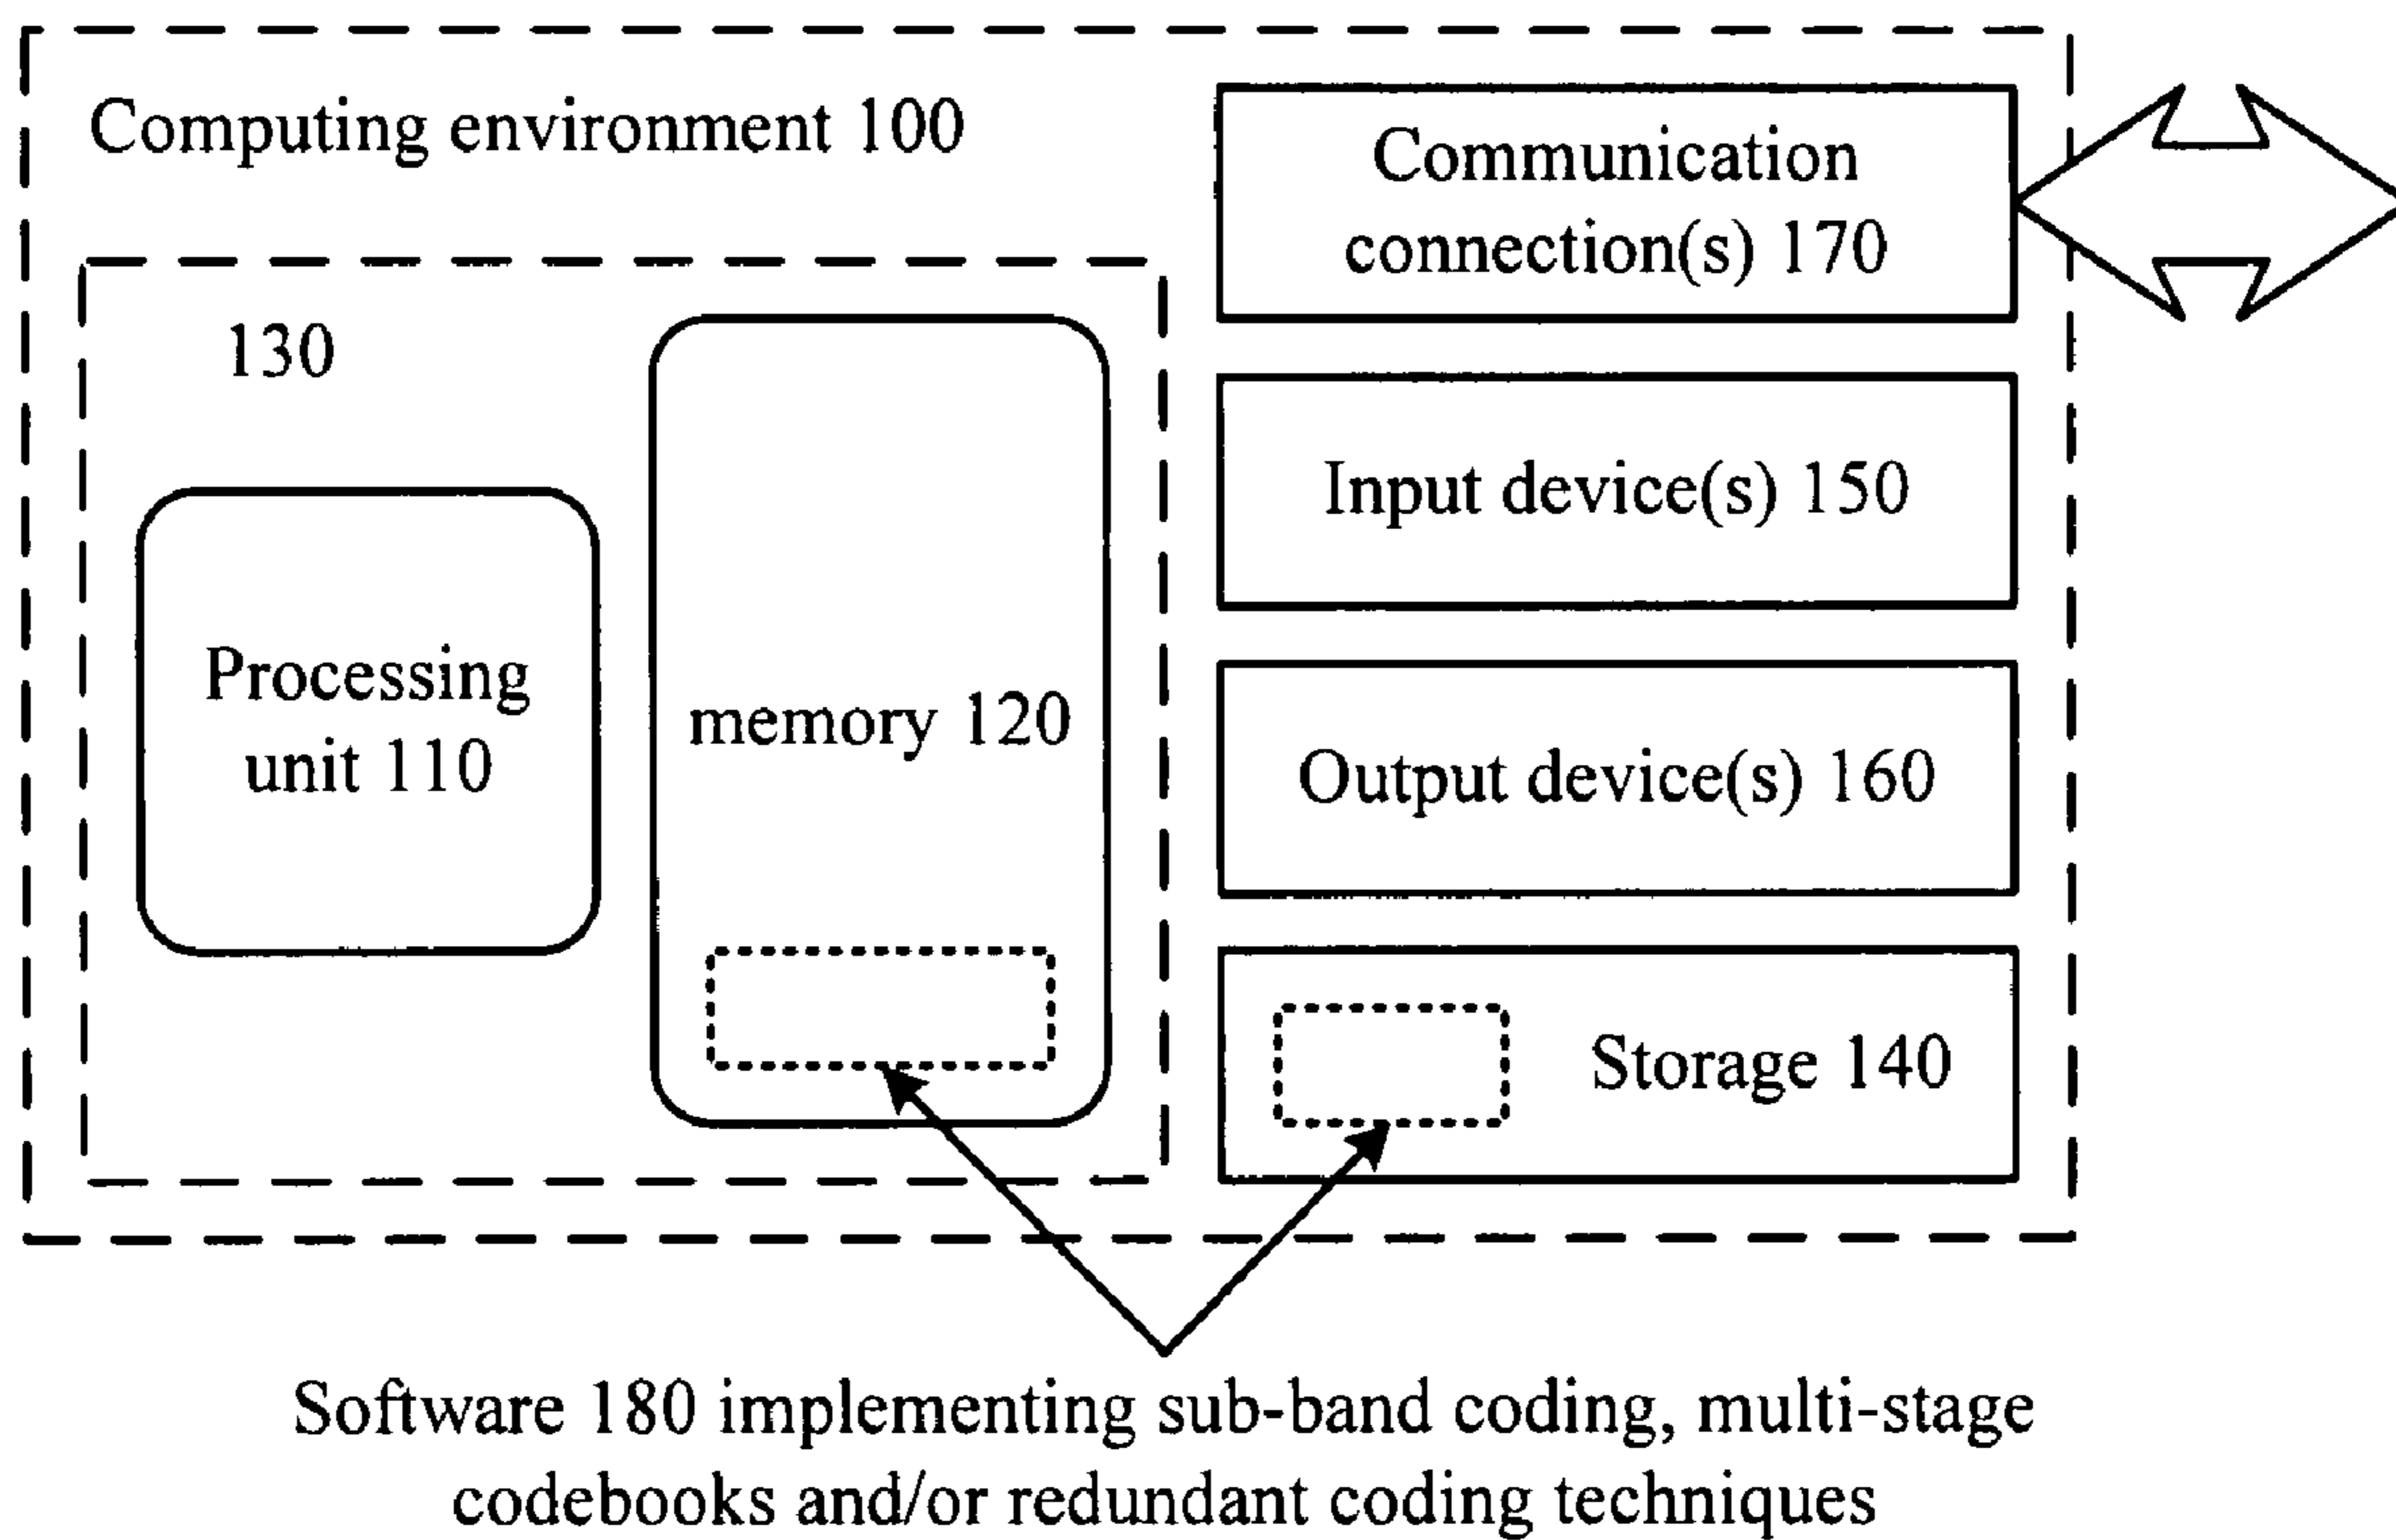 Computing environment 100
130
Processing
unit 110
memory 120
Communication
connection(s) 170
Input device(s) 150
Output device(s) 160
Storage 140
Software 180 implementing sub-band coding, multi-stage
codebooks and/or redundant coding techniques